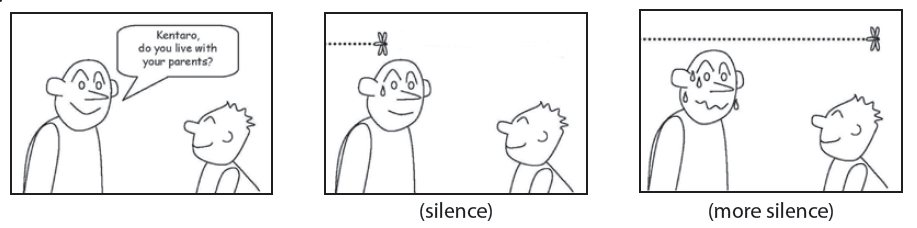 Kentaro,
do you live with
your parents?
(silence)
(more silence)